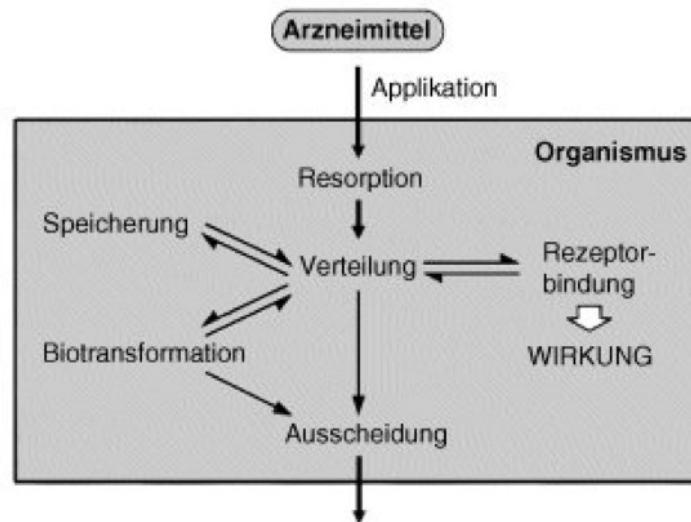 Arzneimittel
Applikation
Organismus
Resorption
Speicherung
Verteilung
Rezeptor-
bindung
Biotransformation
WIRKUNG
Ausscheidung